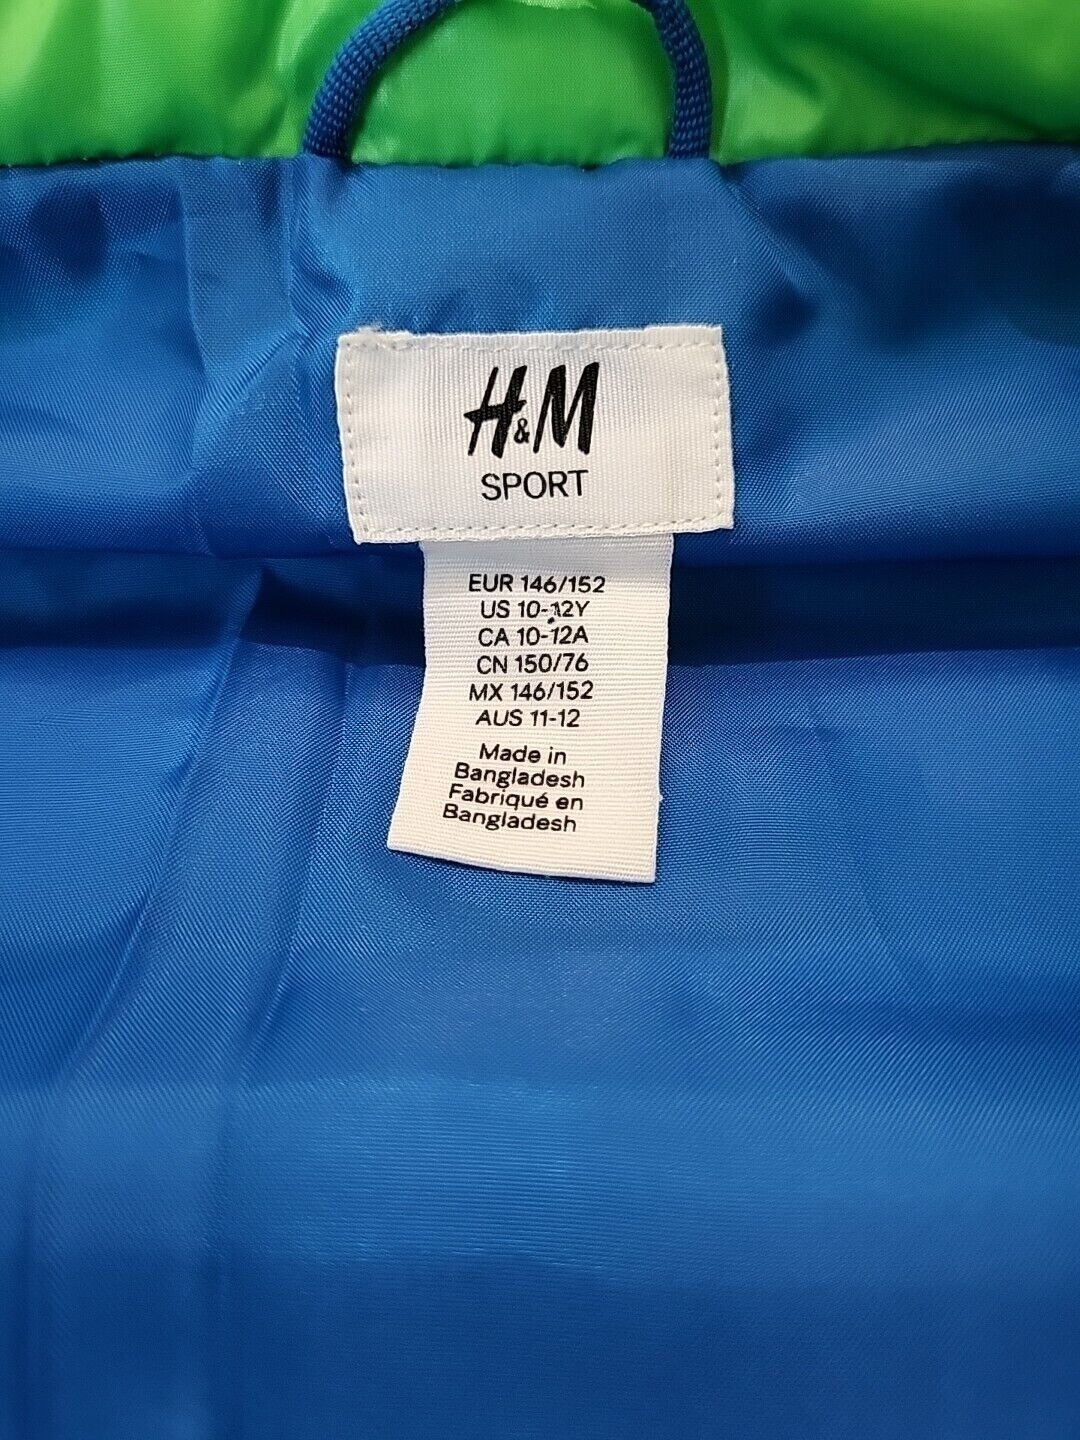 H&M
SPORT
EUR 146/152
US 10-12Y
CA 10-12A
CN 150/76
MX 146/152
AUS 11-12
Made in
Bangladesh
Fabriqué en
Bangladesh